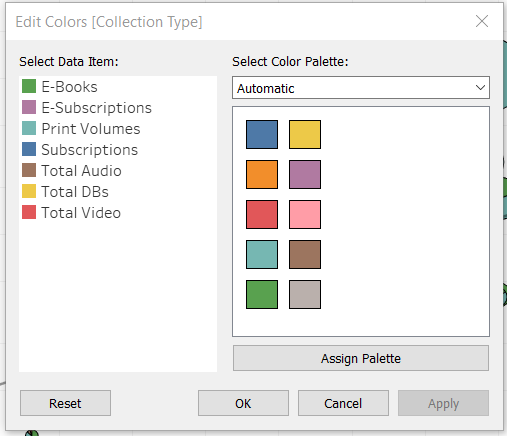 Edit Colors [Collection Type]
Select Data Item:
E-Books
E-Subscriptions
Print Volumes
Subscriptions
Total Audio
Total DBs
Total Video
Select Color Palette:
Automatic
Assign Palette
Reset
OK
Cancel
Apply